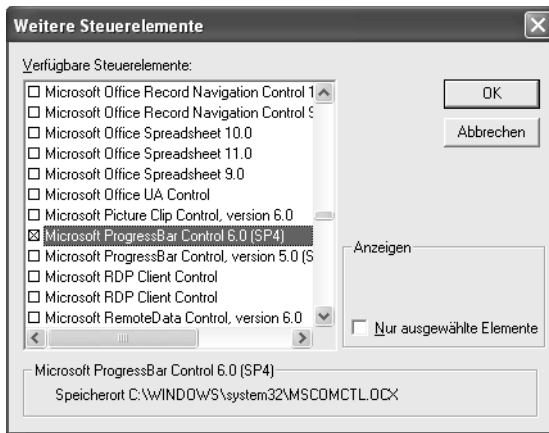 Weitere Steuerelemente
Verfügbare Steuerelemente:
Microsoft Office Record Navigation Control 1
Microsoft Office Record Navigation Control 9
Microsoft Office Spreadsheet 10.0
Microsoft Office Spreadsheet 11.0
Microsoft Office Spreadsheet 9.0
Microsoft Office UA Control
Microsoft Picture Clip Control, version 6.0
Microsoft ProgressBar Control 6.0 (SP4)
Microsoft ProgressBar Control, version 5.0 (S
Microsoft RDP Client Control
Microsoft RDP Client Control
Microsoft RemoteData Control, version 6.0
OK
Abbrechen
Anzeigen
Nur ausgewählte Elemente
Microsoft ProgressBar Control 6.0 (SP4)
Speicherort C:\WINDOWS\system32\MSCOMCTL.OCX